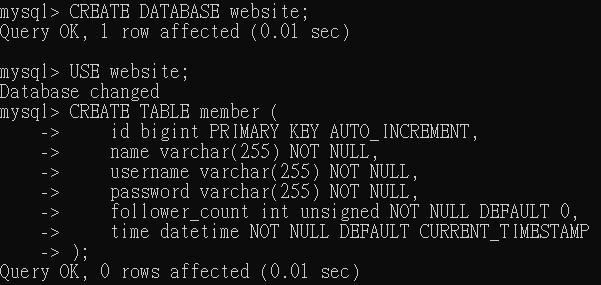 mysql> CREATE DATABASE website;
Query OK, 1 row affected (0.01 sec)

mysql> USE website;
Database changed
mysql> CREATE TABLE member (
    ->     id bigint PRIMARY KEY AUTO_INCREMENT,
    ->     name varchar(255) NOT NULL,
    ->     username varchar(255) NOT NULL,
    ->     password varchar(255) NOT NULL,
    ->     follower_count int unsigned NOT NULL DEFAULT 0,
    ->     time datetime NOT NULL DEFAULT CURRENT_TIMESTAMP
    -> );
Query OK, 0 rows affected (0.01 sec)